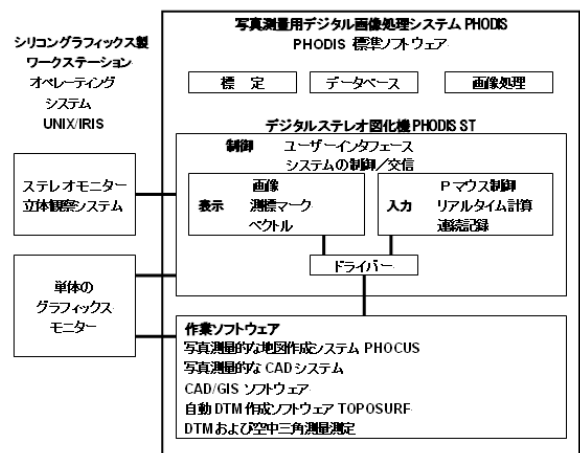 写真測量用デジタル画像処理システム PHODIS
PHODIS 標準ソフトウェア
標 定
データベース
画像処理
シリコングラフィックス製
ワークステーション
オペレーティング
システム
UNIX/IRIS
デジタルステレオ図化機 PHODIS ST
制御 ユーザーインタフェース
システムの制御／交信
ステレオモニター
立体観察システム
画像
表示 測標マーク
ベクトル
Pマウス制御
入力 リアルタイム計算
連続記録
ドライバー
単体の
グラフィックス
モニター
作業ソフトウェア
写真測量的な地図作成システム PHOCUS
写真測量的な CAD システム
CAD/GIS ソフトウェア
自動 DTM 作成ソフトウェア TOPOSURF
DTM および空中三角測量測定